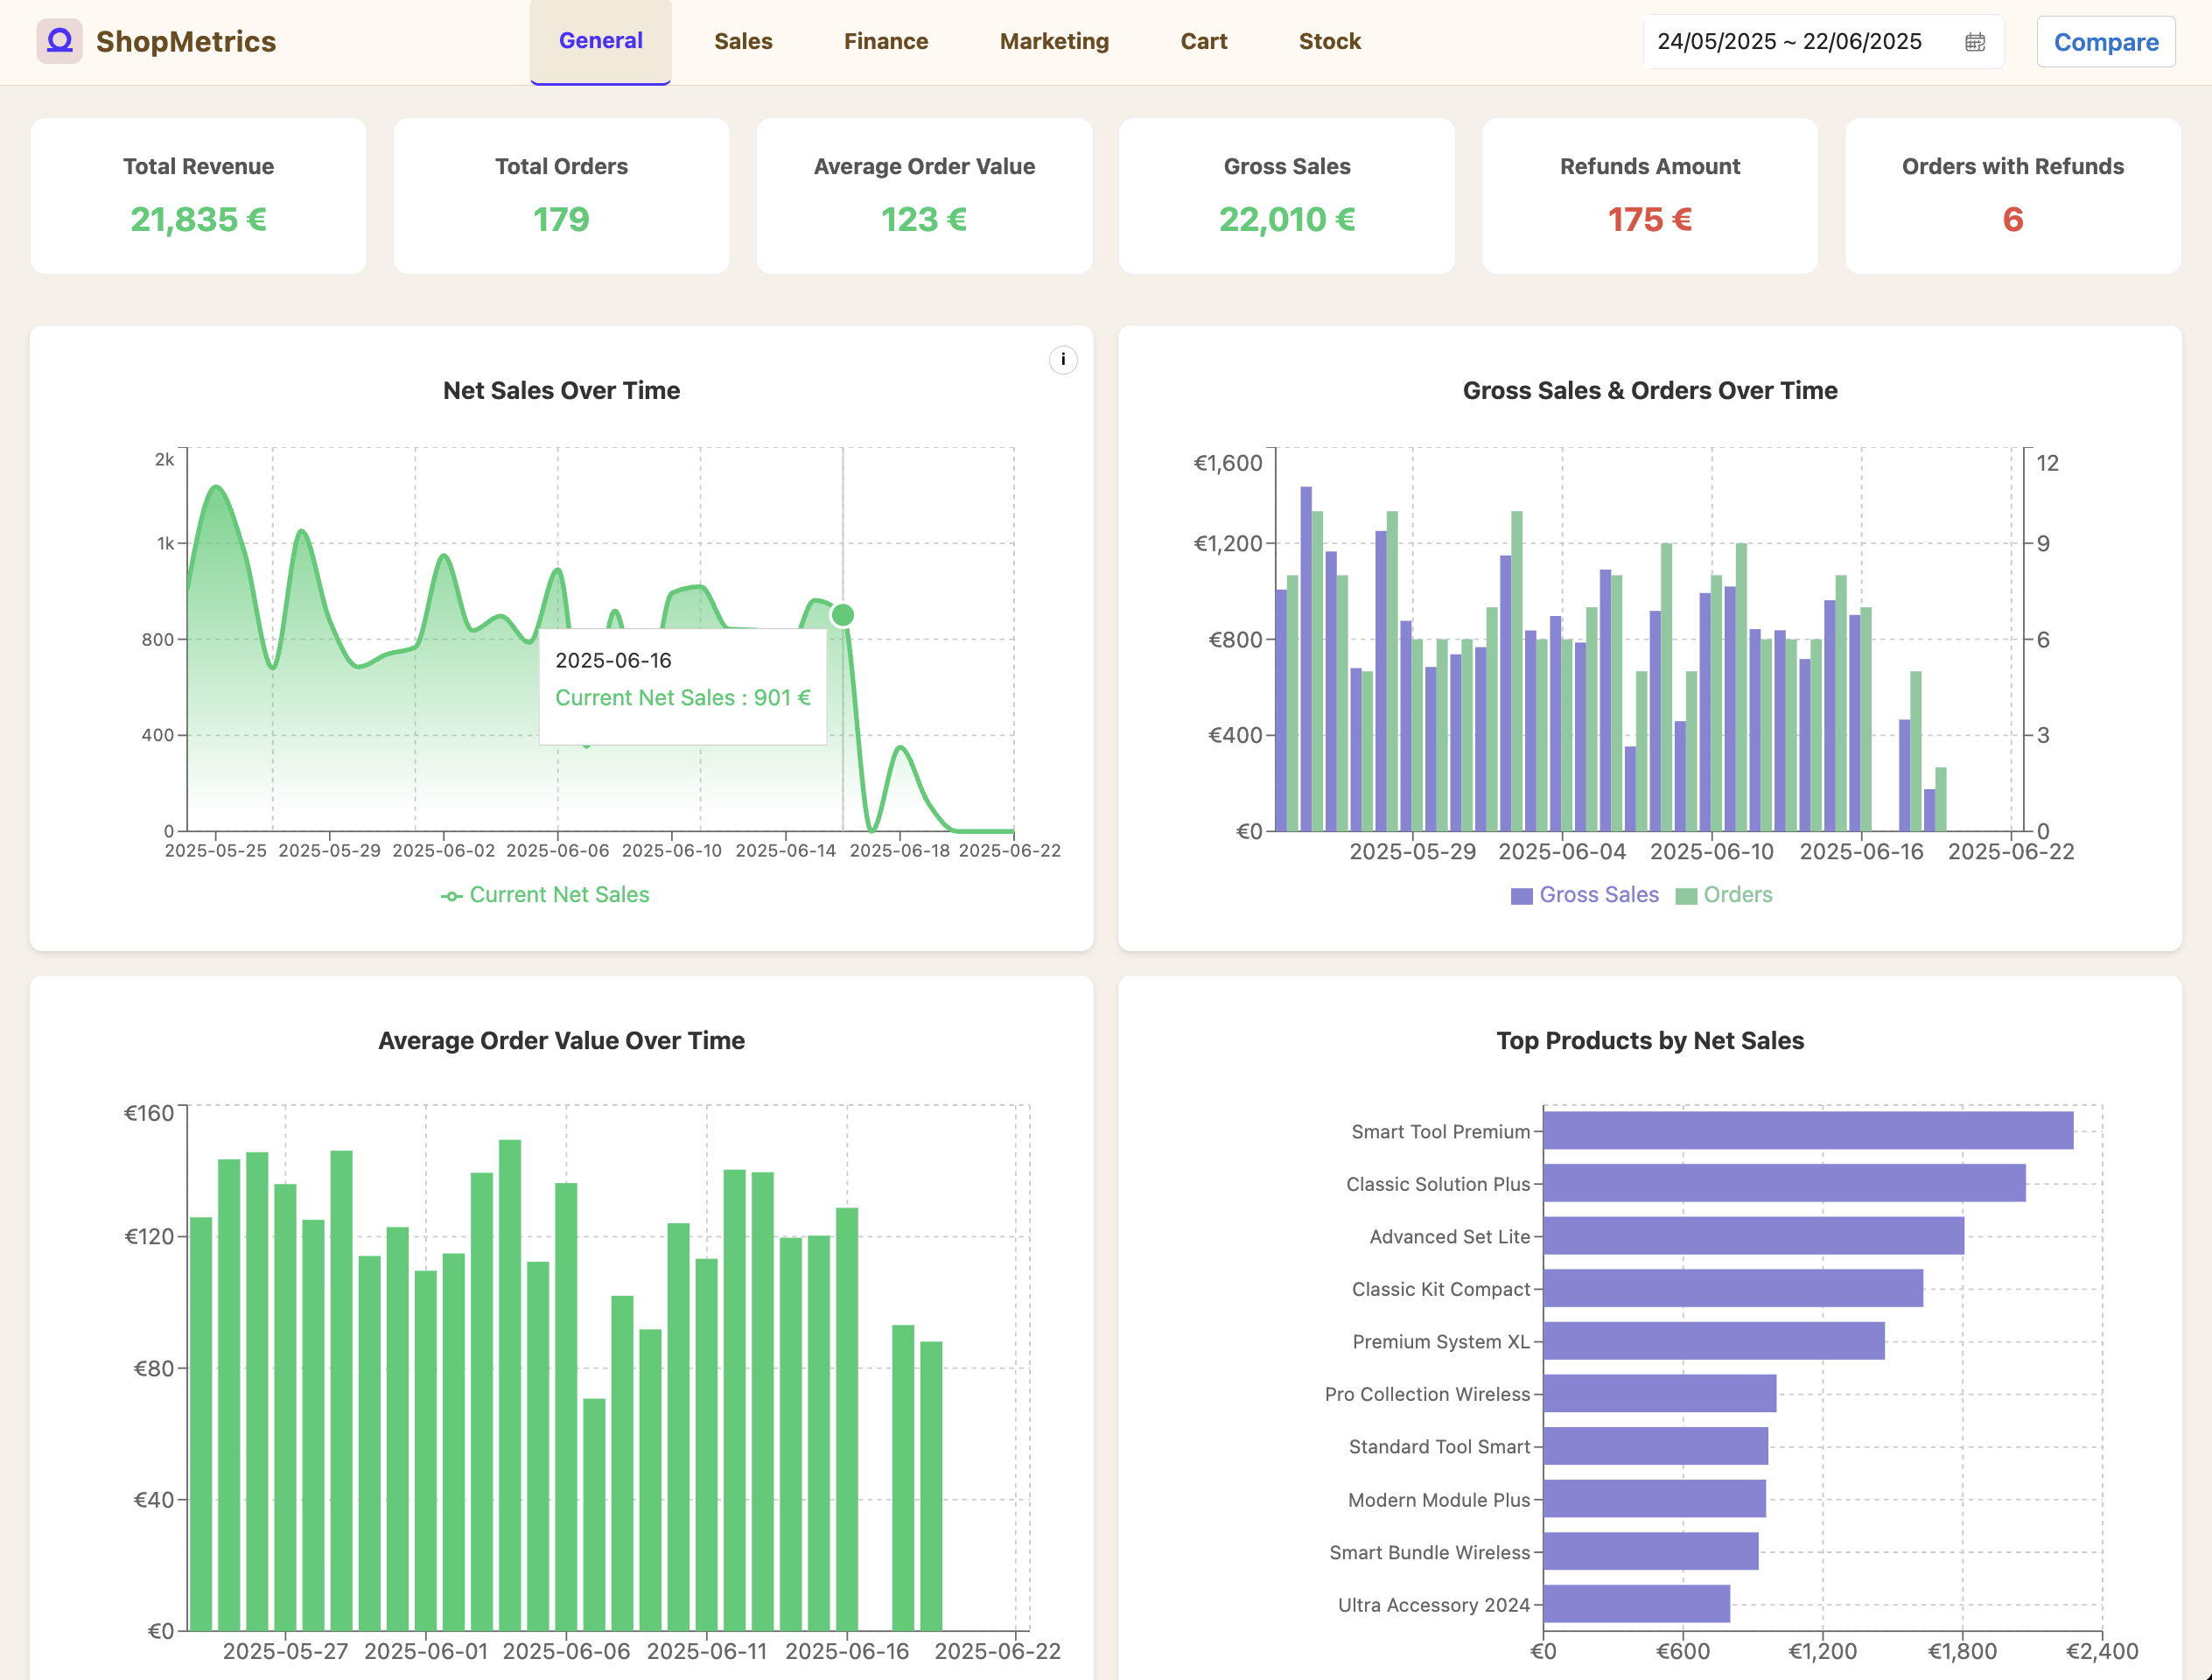 ShopMetrics
General
Sales
Finance
Marketing
Cart
Stock
24/05/2025 ~ 22/06/2025
Compare
Total Revenue
21,835 €
Total Orders
179
Average Order Value
123 €
Gross Sales
22,010 €
Refunds Amount
175 €
Orders with Refunds
6
i
Net Sales Over Time
2k
1k
800
400
0
2025-06-16
Current Net Sales : 901 €
2025-05-25
2025-05-29
2025-06-02
2025-06-06
2025-06-10
2025-06-14
2025-06-18
2025-06-22
Current Net Sales
Gross Sales & Orders Over Time
€1,600
€1,200
€800
€400
€0
12
9
6
3
0
2025-05-29
2025-06-04
2025-06-10
2025-06-16
2025-06-22
Gross Sales
Orders
Average Order Value Over Time
€160
€120
€80
€40
€0
2025-05-27
2025-06-01
2025-06-06
2025-06-11
2025-06-16
2025-06-22
Top Products by Net Sales
Smart Tool Premium
Classic Solution Plus
Advanced Set Lite
Classic Kit Compact
Premium System XL
Pro Collection Wireless
Standard Tool Smart
Modern Module Plus
Smart Bundle Wireless
Ultra Accessory 2024
€0
€600
€1,200
€1,800
€2,400